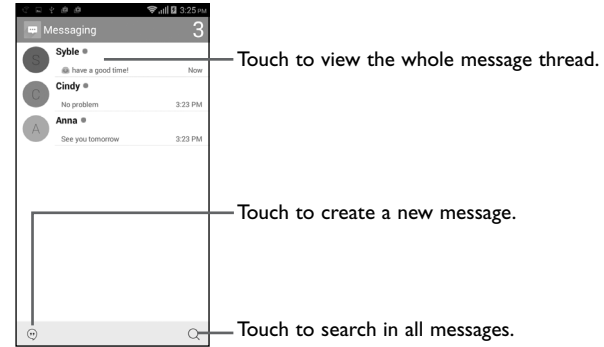 3:25 PM
Messaging 3
S Syble
have a good time! Now
Touch to view the whole message thread.
C Cindy
No problem 3:23 PM
A Anna
See you tomorrow 3:23 PM
Touch to create a new message.
Touch to search in all messages.